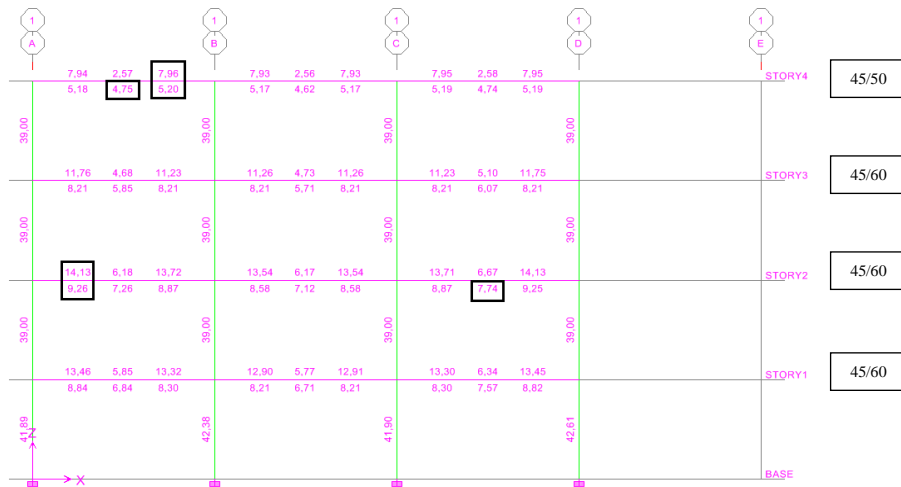 1 1 1 1 1
A B C D E
7,94 2,57 7,96 7,93 2,56 7,93 7,95 2,58 7,95 STORY4 45/50
5,18 4,75 5,20 5,17 4,62 5,17 5,19 4,74 5,19
39,00 39,00 39,00 39,00
11,76 4,68 11,23 11,26 4,73 11,26 11,23 5,10 11,75 STORY3 45/60
8,21 5,85 8,21 8,21 5,71 8,21 8,21 6,07 8,21
39,00 39,00 39,00 39,00
14,13 6,18 13,72 13,54 6,17 13,54 13,71 6,67 14,13 STORY2 45/60
9,26 7,26 8,87 8,58 7,12 8,58 8,87 7,74 9,25
39,00 39,00 39,00 39,00
13,46 5,85 13,32 12,90 5,77 12,91 13,30 6,34 13,45 STORY1 45/60
8,84 6,84 8,30 8,21 6,71 8,21 8,30 7,57 8,82
41,89 42,38 41,90 42,61
Z
X BASE